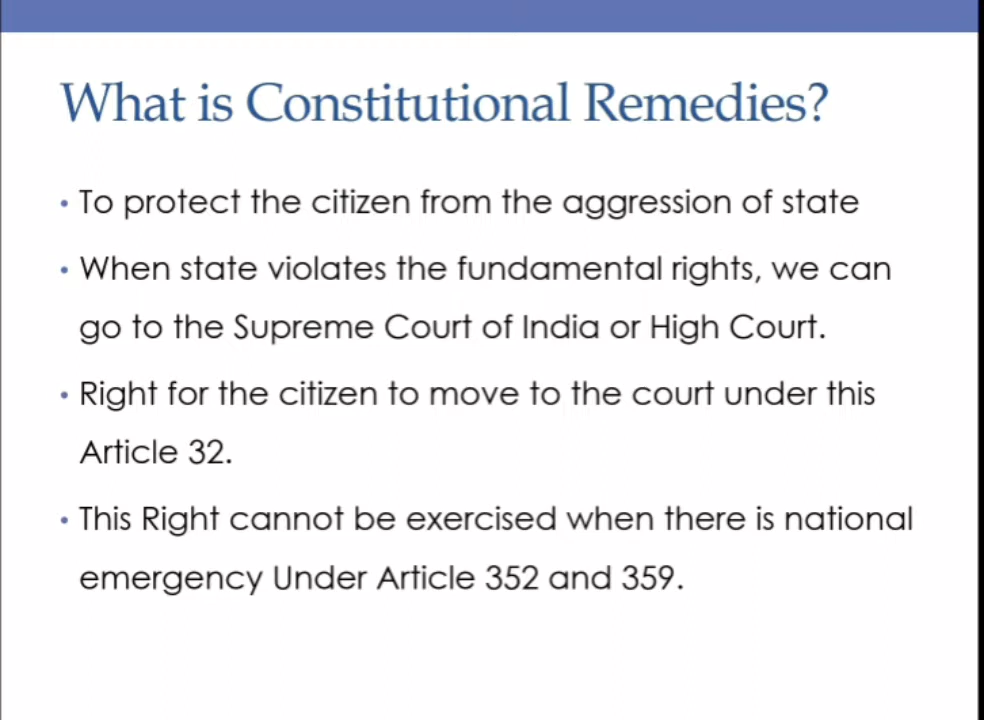 What is Constitutional Remedies?
• To protect the citizen from the aggression of state
• When state violates the fundamental rights, we can
go to the Supreme Court of India or High Court.
• Right for the citizen to move to the court under this
Article 32.
• This Right cannot be exercised when there is national
emergency Under Article 352 and 359.